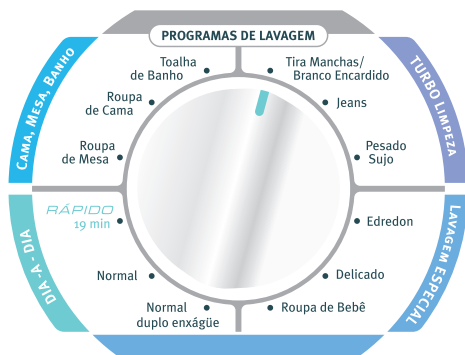 PROGRAMAS DE LAVAGEM
CAMA, MESA, BANHO
Toalha
de Banho
Roupa
de Cama
Roupa
de Mesa
TURBO LIMPEZA
Tira Manchas/
Branco Encardido
Jeans
Pesado
Sujo
DIA-A-DIA
RÁPIDO
19 min
Normal
Normal
duplo enxágüe
LAVAGEM ESPECIAL
Edredon
Delicado
Roupa de Bebê